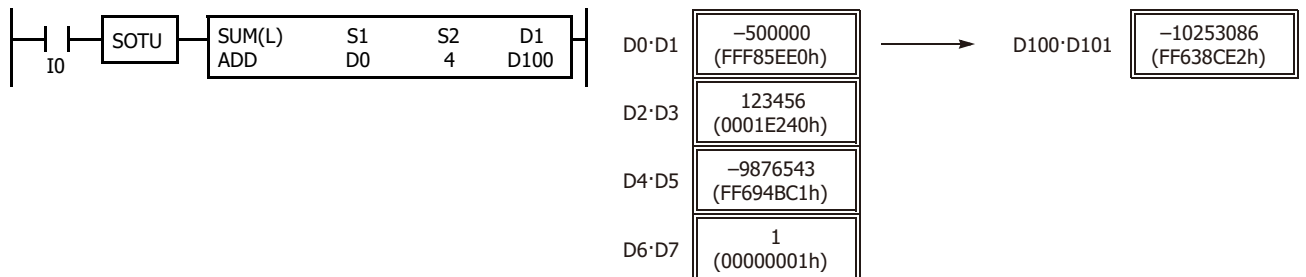 I0
SOTU
SUM(L) S1 S2 D1
ADD D0 4 D100
D0·D1
–500000
(FFF85EE0h)
D100·D101
–10253086
(FF638CE2h)
D2·D3
123456
(0001E240h)
D4·D5
–9876543
(FF694BC1h)
D6·D7
1
(00000001h)